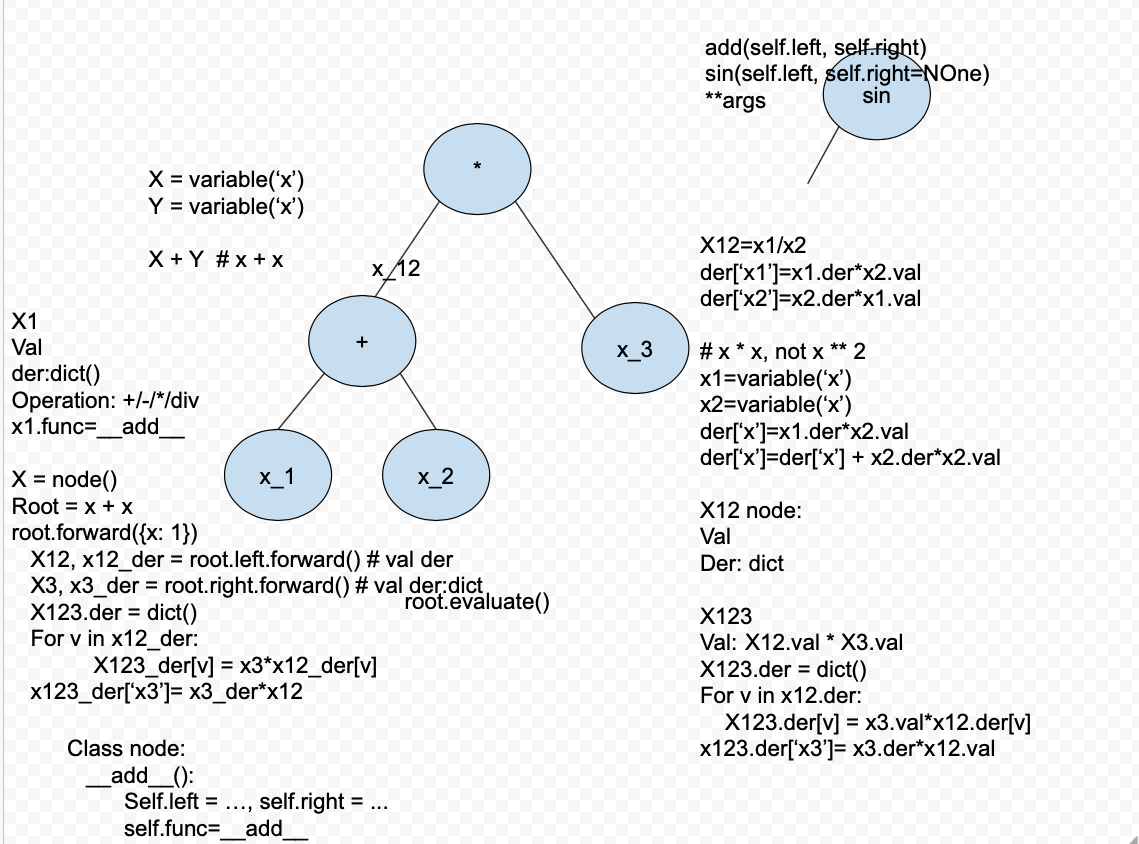 add(self.left, self.right)
sin(self.left, self.right=NOne)
**args
sin
*
X = variable(‘x’)
Y = variable(‘x’)
X + Y  # x + x
x_12
+
x_3
x_1
x_2
X1
Val
der:dict()
Operation: +/-/*/div
x1.func=__add__
X = node()
Root = x + x
root.forward({x: 1})
X12, x12_der = root.left.forward() # val der
X3, x3_der = root.right.forward() # val der:dict
root.evaluate()
X123.der = dict()
For v in x12_der:
X123_der[v] = x3*x12_der[v]
x123_der[‘x3’]= x3_der*x12
Class node:
__add__():
Self.left = …, self.right = ...
self.func=__add__
X12=x1/x2
der[‘x1’]=x1.der*x2.val
der[‘x2’]=x2.der*x1.val
# x * x, not x ** 2
x1=variable(‘x’)
x2=variable(‘x’)
der[‘x’]=x1.der*x2.val
der[‘x’]=der[‘x’] + x2.der*x2.val
X12 node:
Val
Der: dict
X123
Val: X12.val * X3.val
X123.der = dict()
For v in x12.der:
X123.der[v] = x3.val*x12.der[v]
x123.der[‘x3’]= x3.der*x12.val